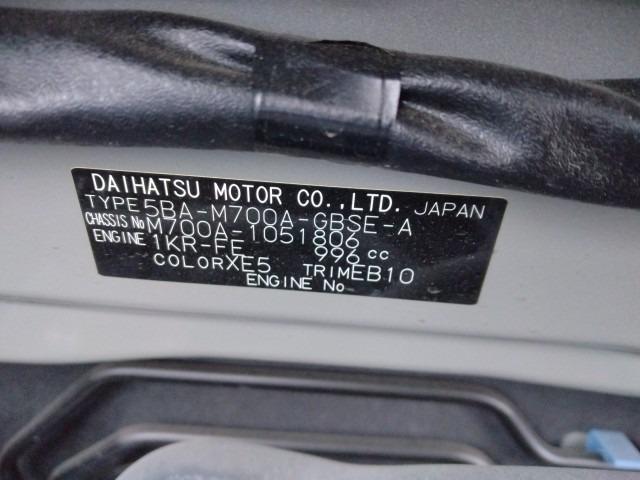 DAIHATSU MOTOR CO.,LTD. JAPAN
TYPE 5BA-M700A-GBSE-A
CHASSIS No M700A-1051806
ENGINE 1KR-FE 996 cc
COLOR XE5 TRIM EB10
ENGINE No